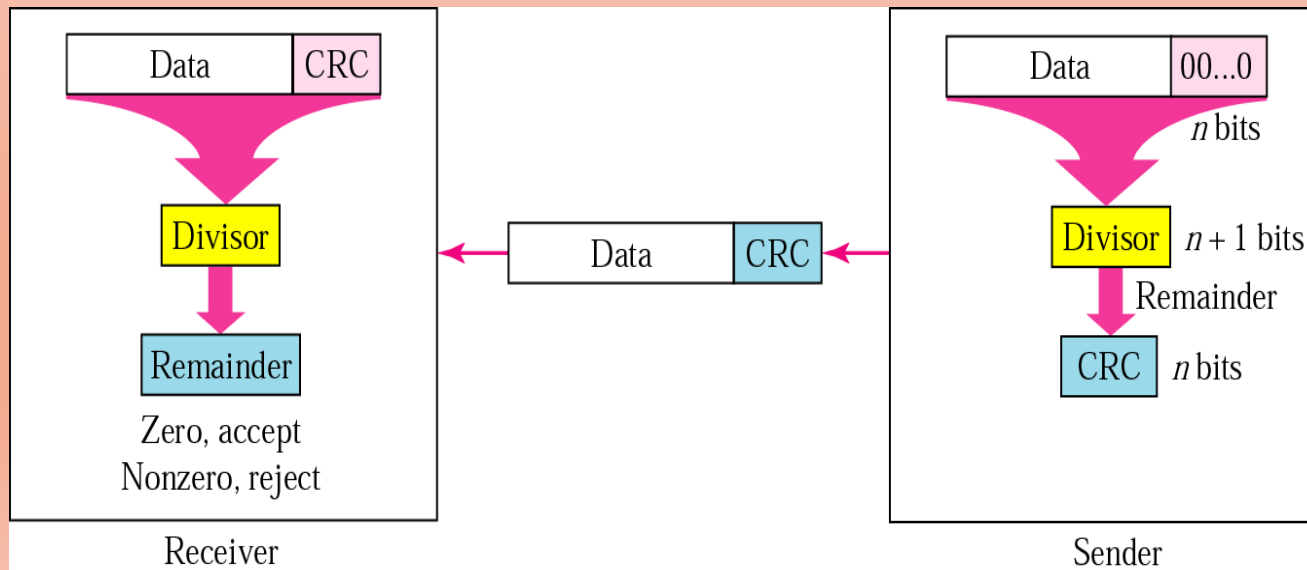 Data CRC
Divisor
Remainder
Zero, accept
Nonzero, reject
Receiver
Data CRC
Data 00...0
n bits
Divisor n + 1 bits
Remainder
CRC n bits
Sender